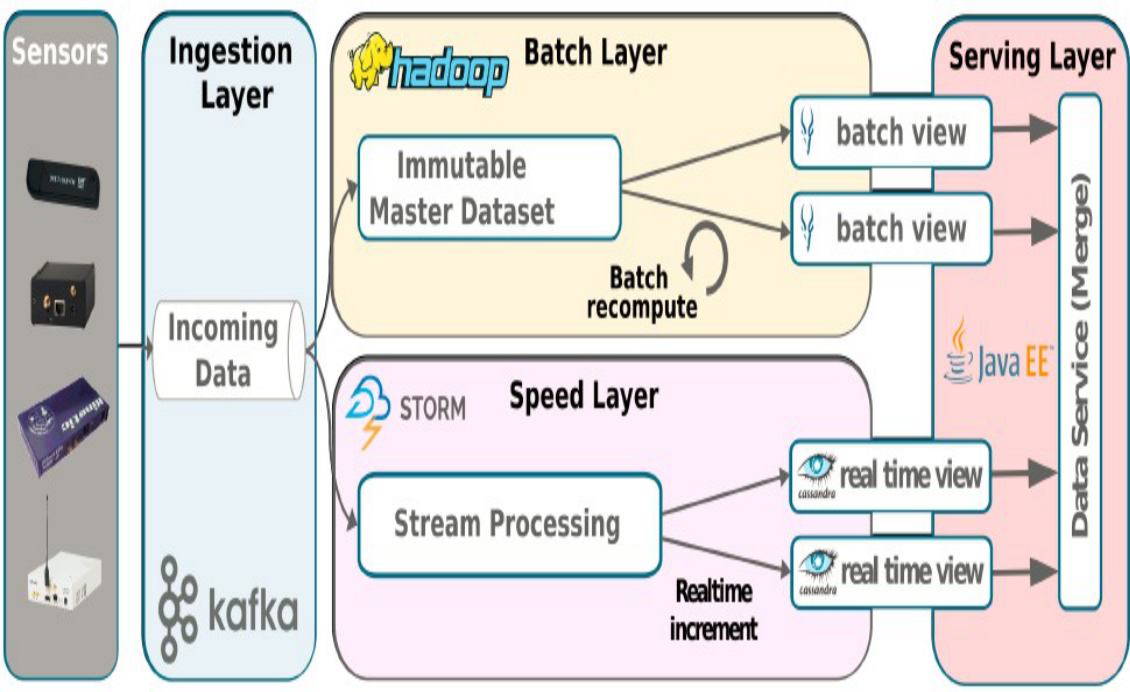 Sensors
Ingestion
Layer
Incoming
Data
kafka
hadoop
Batch Layer
Immutable
Master Dataset
Batch
recompute
batch view
batch view
STORM
Speed Layer
Stream Processing
Realtime
increment
cassandra
real time view
cassandra
real time view
Serving Layer
Java EE
Data Service (Merge)